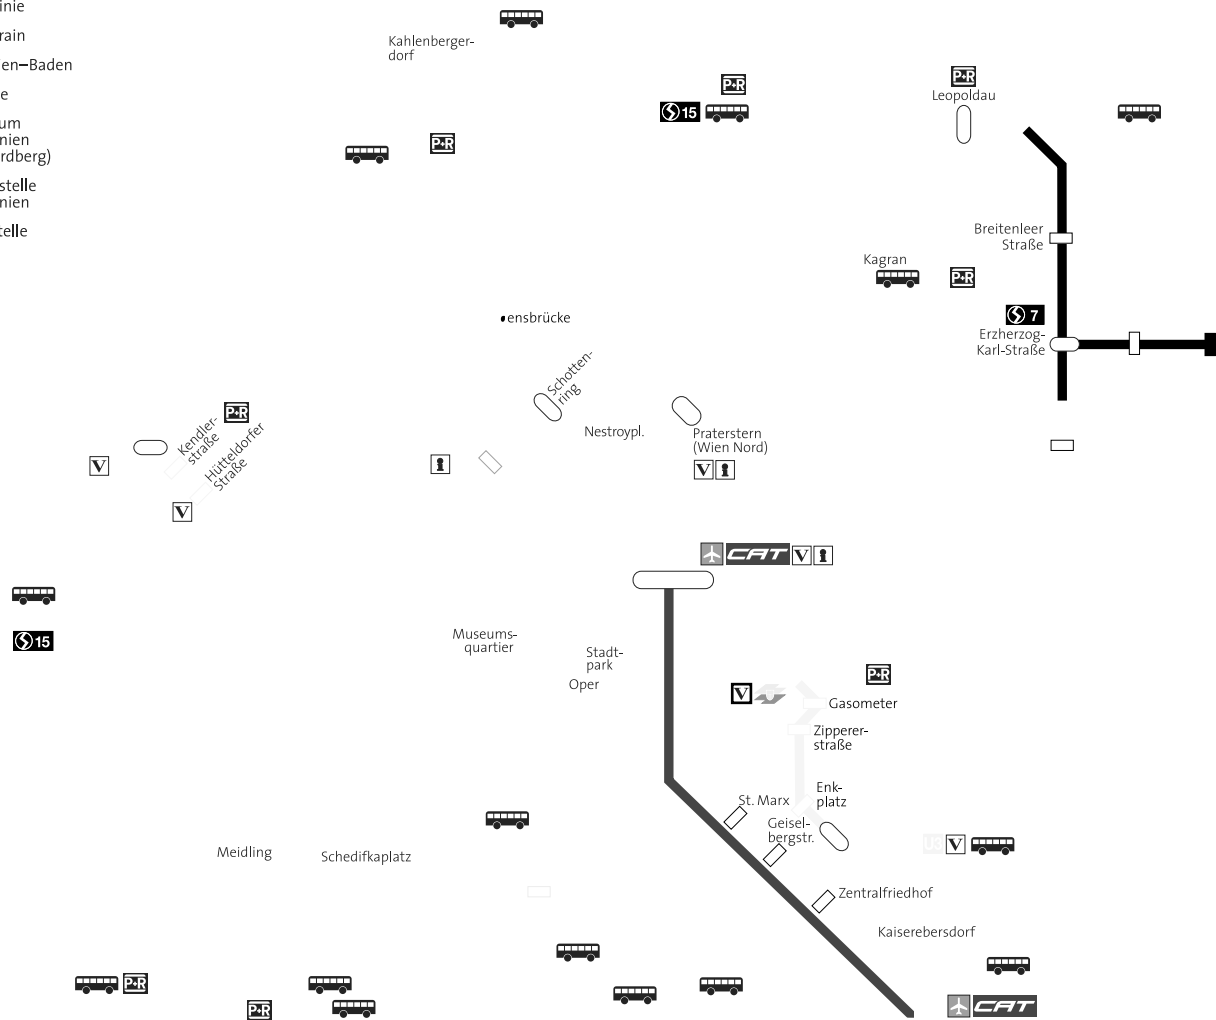 inie
rain
en–Baden
e
um
nien
rdberg)
stelle
nien
telle
Kahlenberger-
dorf
P+R
15
P+R
P+R
Leopoldau
Breitenleer
Straße
Kagran
P+R
7
Erzherzog-
Karl-Straße
ensbrücke
Schotten-
ring
Nestroypl.
Praterstern
(Wien Nord)
V
P+R
Kendler-
straße
Hütteldorfer
Straße
V
V
CAT
V
15
Museums-
quartier
Stadt-
park
Oper
P+R
V
Gasometer
Zipperer-
straße
Enk-
platz
St. Marx
Geisel-
bergstr.
U3
V
Meidling
Schedifkaplatz
Zentralfriedhof
Kaiserebersdorf
P+R
P+R
CAT